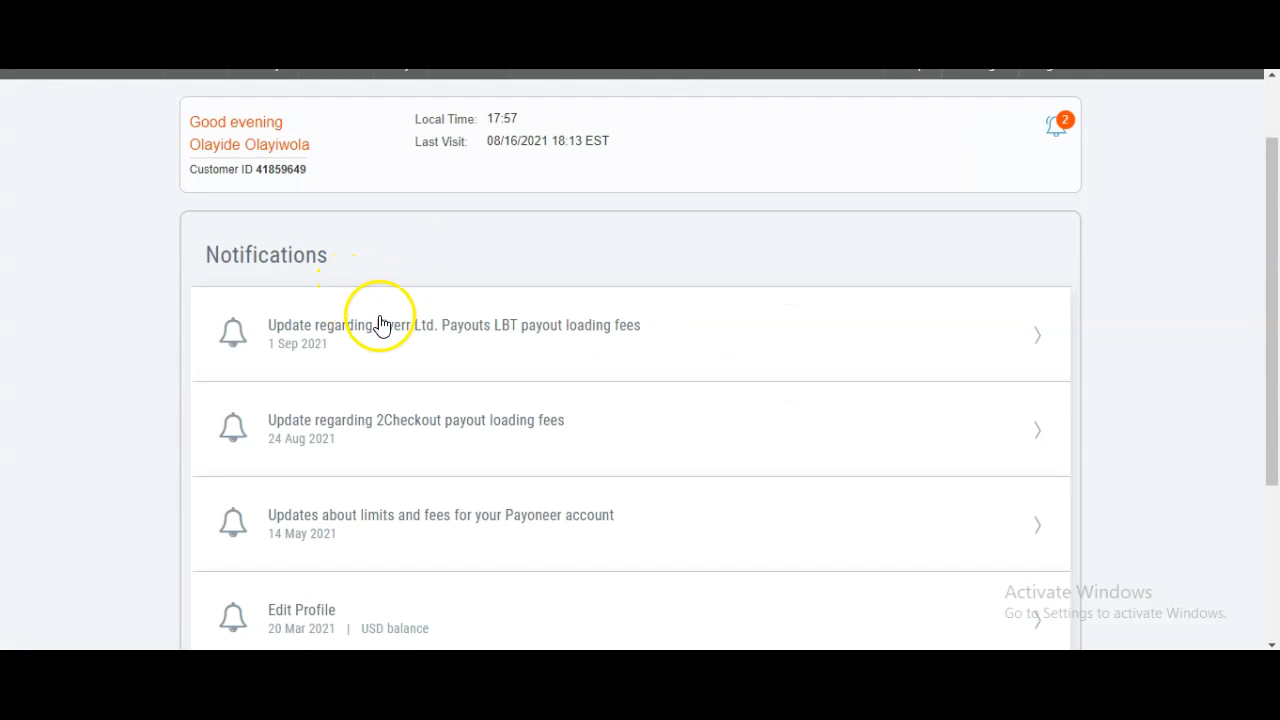 Good evening
Olayide Olayiwola
Customer ID 41859649
Local Time: 17:57
Last Visit: 08/16/2021 18:13 EST
2
Notifications
Update regarding Ltd. Payouts LBT payout loading fees
1 Sep 2021
Update regarding 2Checkout payout loading fees
24 Aug 2021
Updates about limits and fees for your Payoneer account
14 May 2021
Edit Profile
20 Mar 2021 | USD balance
Activate Windows
Go to Settings to activate Windows.